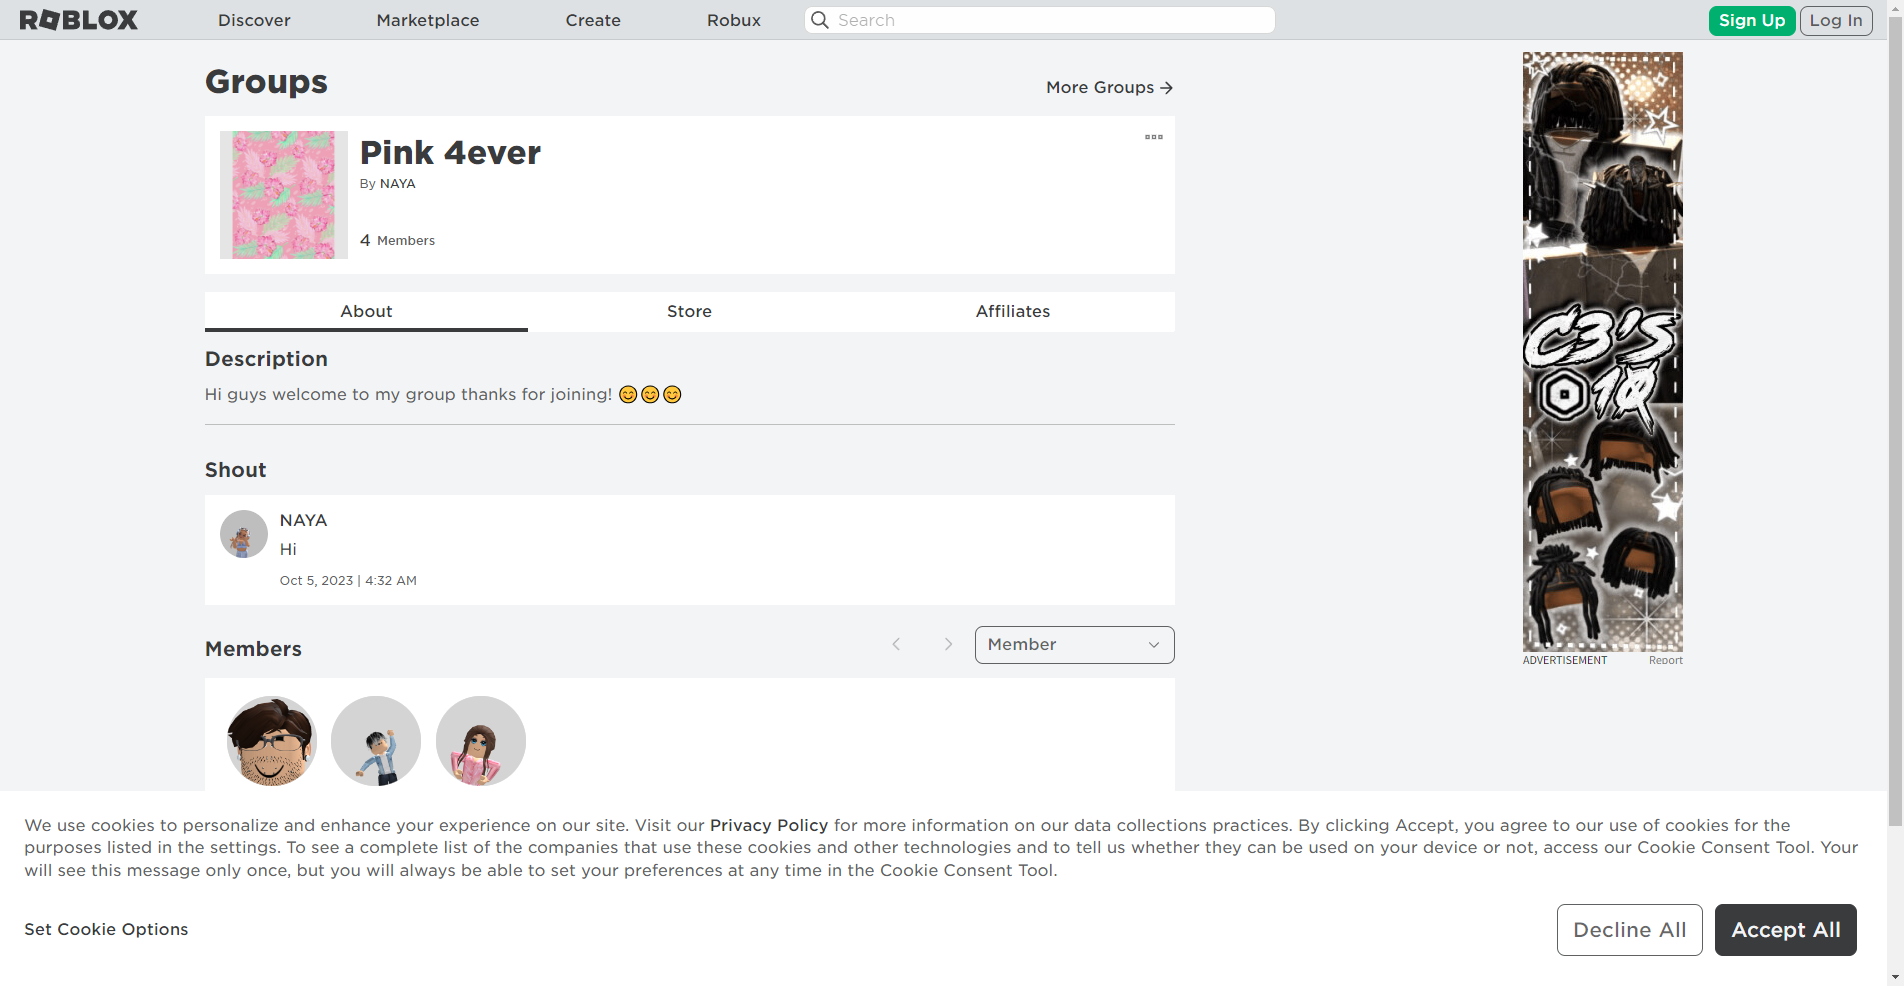 ROBLOX
Discover
Marketplace
Create
Robux
Search
Sign Up
Log In
Groups
More Groups →
Pink 4ever
By NAYA
4 Members
About
Store
Affiliates
Description
Hi guys welcome to my group thanks for joining! 😊😊😊
Shout
NAYA
Hi
Oct 5, 2023 | 4:32 AM
Members
Member
C3'S
10
ADVERTISEMENT
Report
We use cookies to personalize and enhance your experience on our site. Visit our Privacy Policy for more information on our data collections practices. By clicking Accept, you agree to our use of cookies for the
purposes listed in the settings. To see a complete list of the companies that use these cookies and other technologies and to tell us whether they can be used on your device or not, access our Cookie Consent Tool. Your
will see this message only once, but you will always be able to set your preferences at any time in the Cookie Consent Tool.
Set Cookie Options
Decline All
Accept All